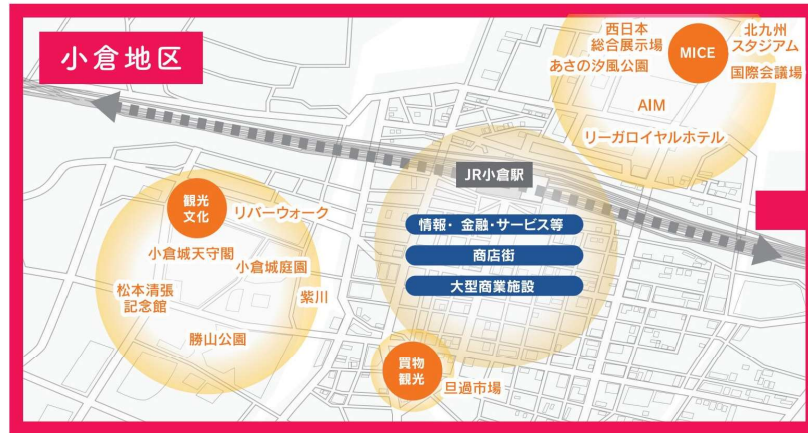 小倉地区
西日本
総合展示場
あさの汐風公園
MICE
北九州
スタジアム
国際会議場
AIM
リーガロイヤルホテル
JR小倉駅
情報・金融・サービス等
商店街
大型商業施設
観光
文化
リバーウォーク
小倉城天守閣
小倉城庭園
松本清張
記念館
紫川
勝山公園
買物
観光
旦過市場